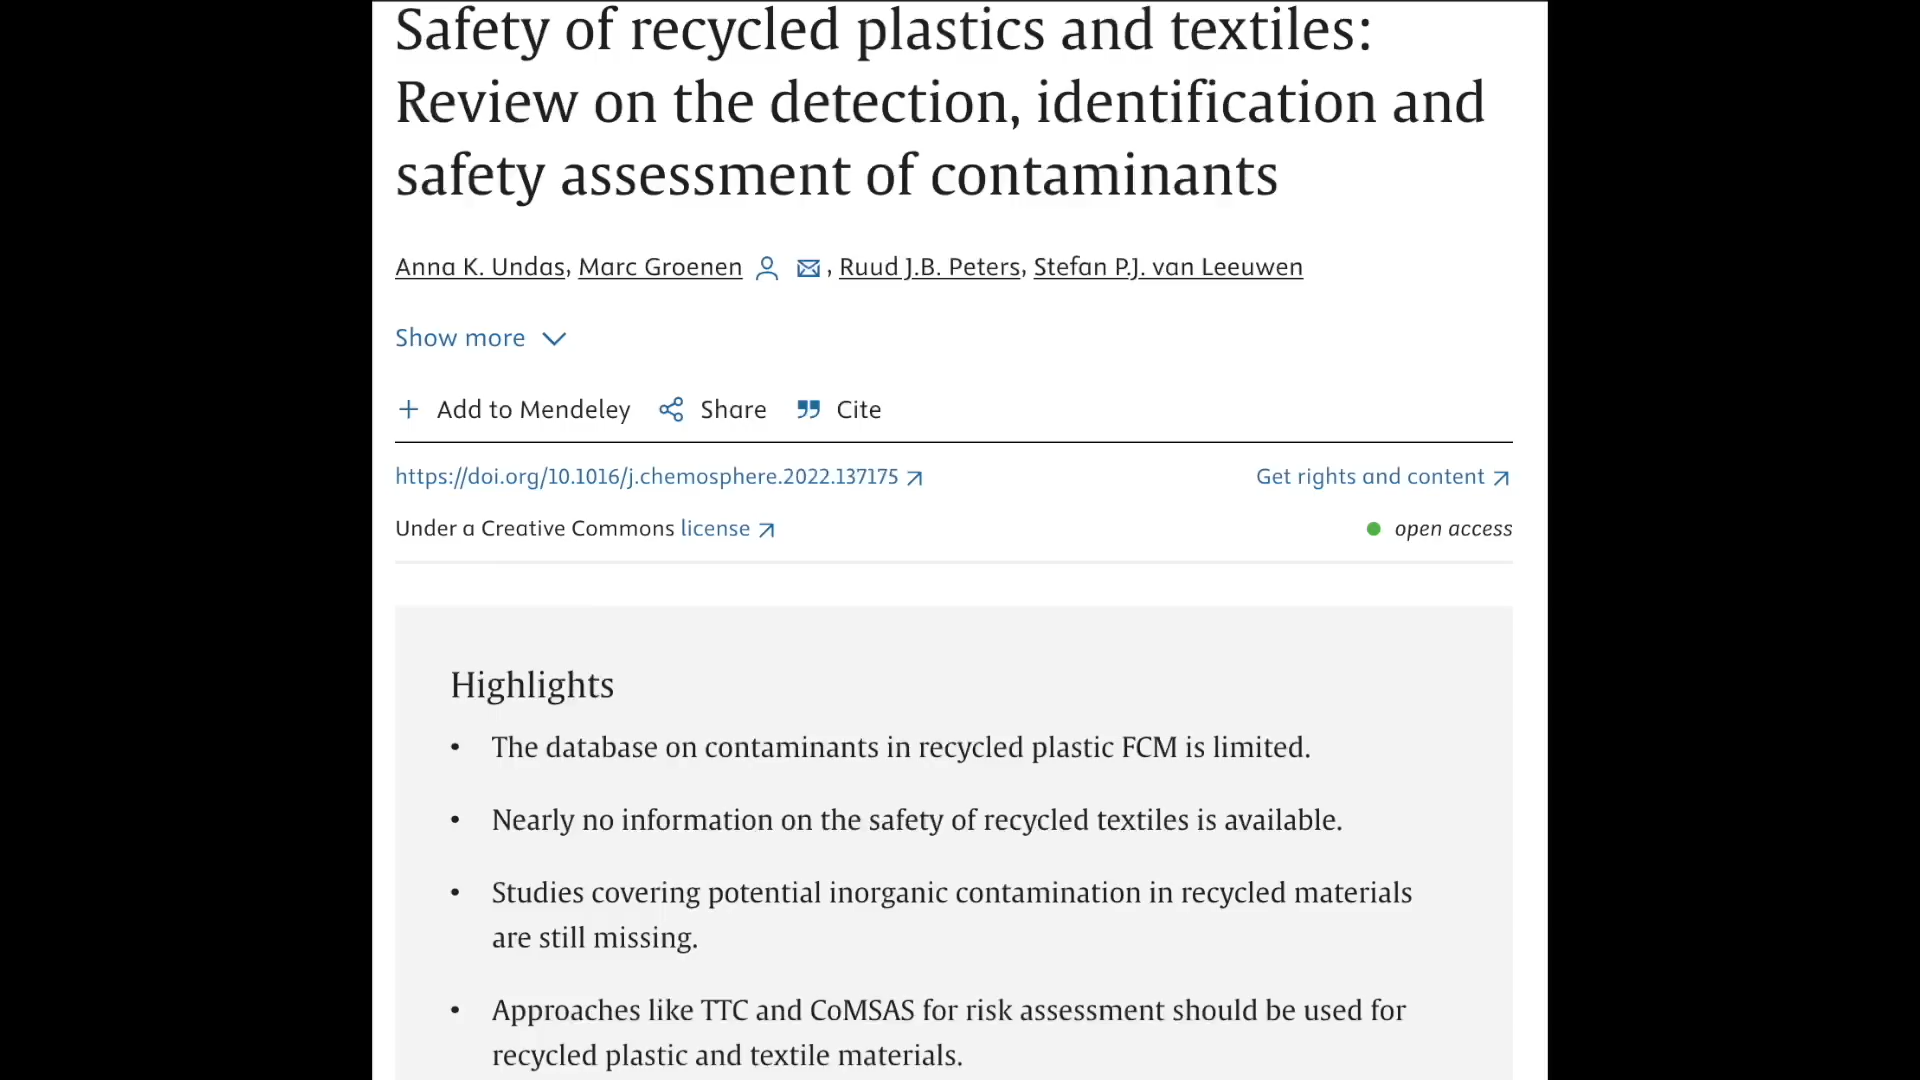 Safety of recycled plastics and textiles:
Review on the detection, identification and
safety assessment of contaminants
Anna K. Undas, Marc Groenen , Ruud J.B. Peters, Stefan P.J. van Leeuwen
Show more
Add to Mendeley Share Cite
https://doi.org/10.1016/j.chemosphere.2022.137175 Get rights and content
Under a Creative Commons license open access
Highlights
• The database on contaminants in recycled plastic FCM is limited.
• Nearly no information on the safety of recycled textiles is available.
• Studies covering potential inorganic contamination in recycled materials
are still missing.
• Approaches like TTC and CoMSAS for risk assessment should be used for
recycled plastic and textile materials.